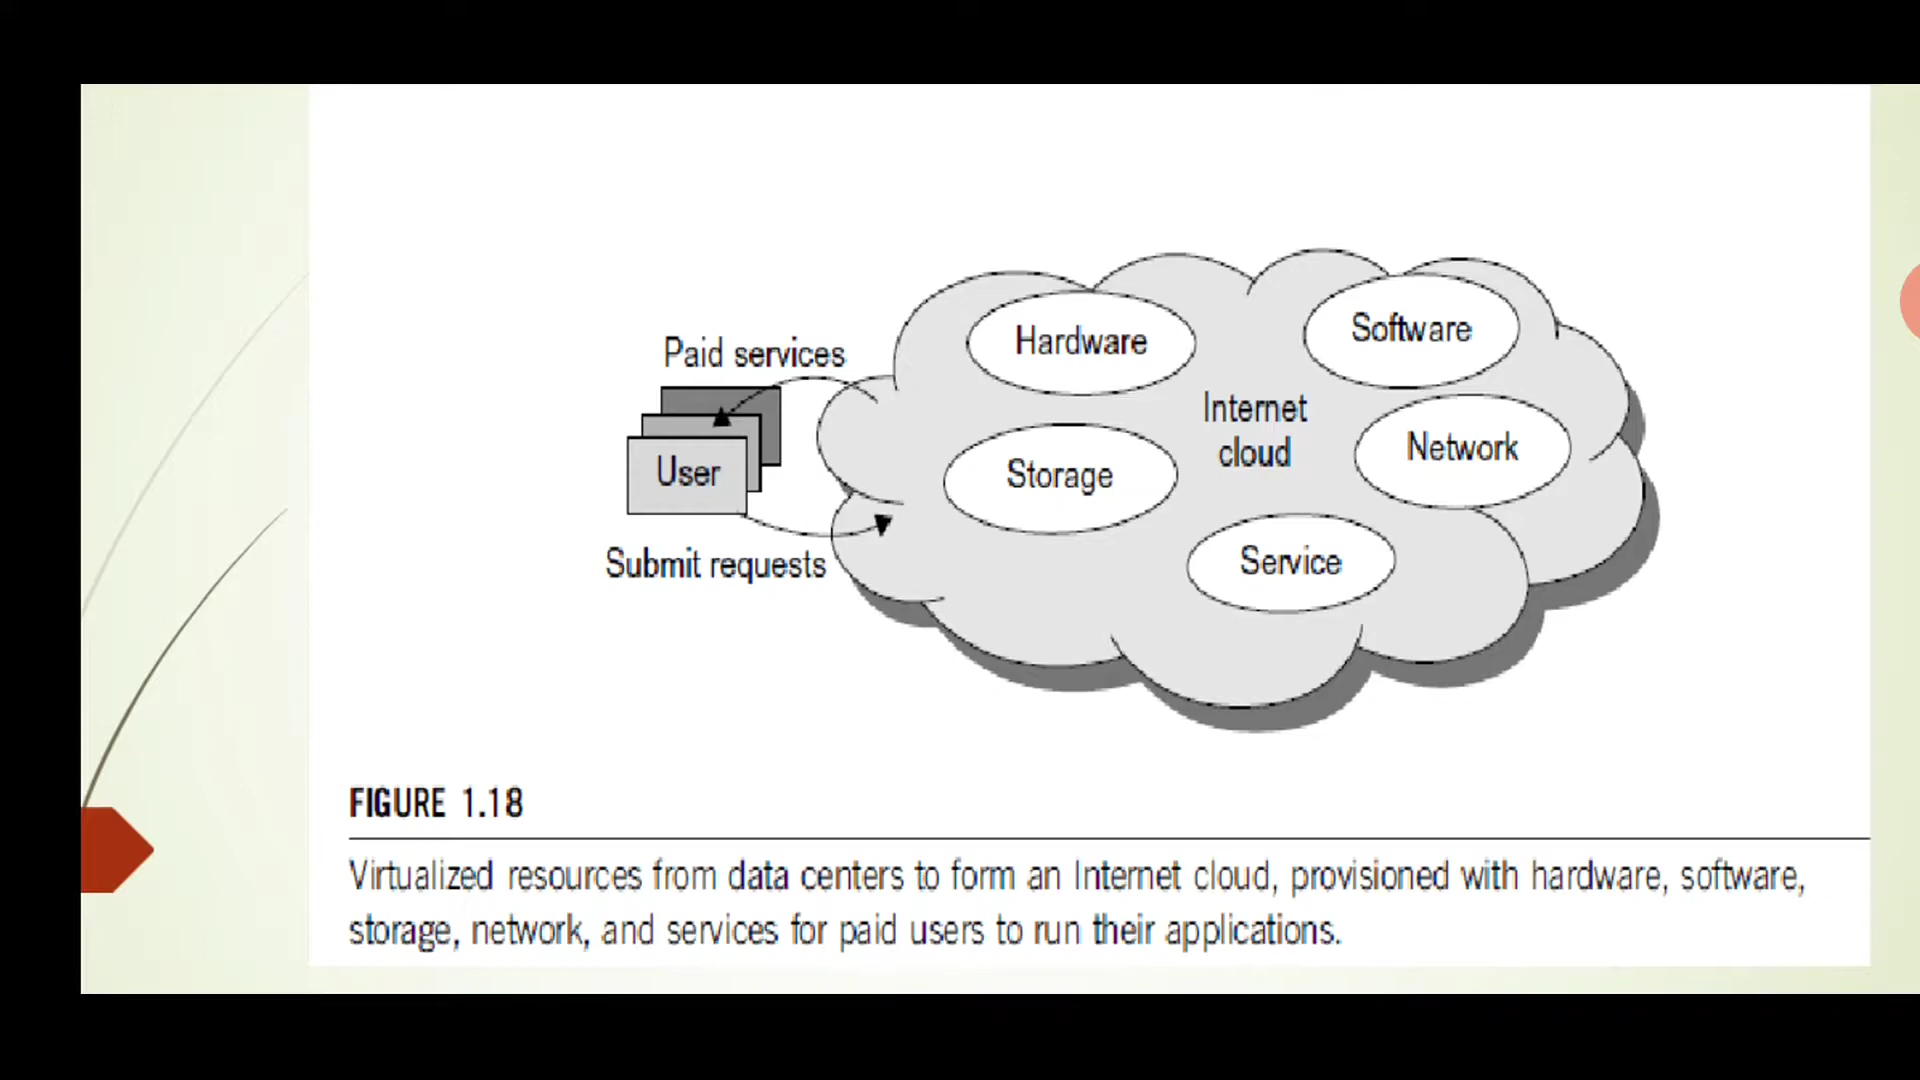 Hardware
Software
Paid services
Internet
cloud
Network
User
Storage
Service
Submit requests
FIGURE 1.18
Virtualized resources from data centers to form an Internet cloud, provisioned with hardware, software,
storage, network, and services for paid users to run their applications.